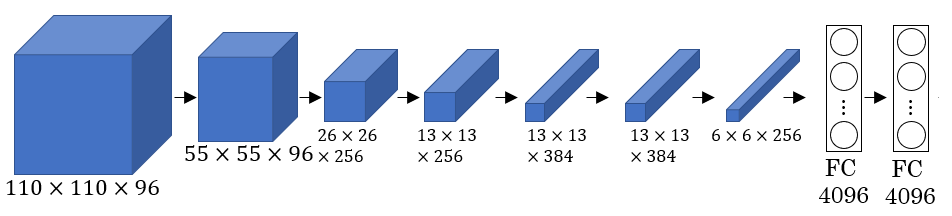 110 × 110 × 96
55 × 55 × 96
26 × 26
× 256
13 × 13
× 256
13 × 13
× 384
13 × 13
× 384
6 × 6 × 256
FC
4096
FC
4096